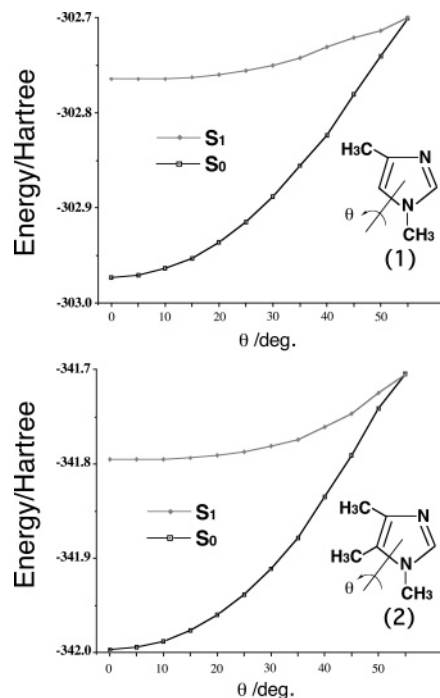 Energy/Hartree
-302.7
-302.8
-302.9
-303.0
S1
S0
H3C
N
N
CH3
θ
(1)
0 10 20 30 40 50
θ /deg.
Energy/Hartree
-341.7
-341.8
-341.9
-342.0
S1
S0
H3C
N
H3C
N
CH3
θ
(2)
0 10 20 30 40 50
θ /deg.